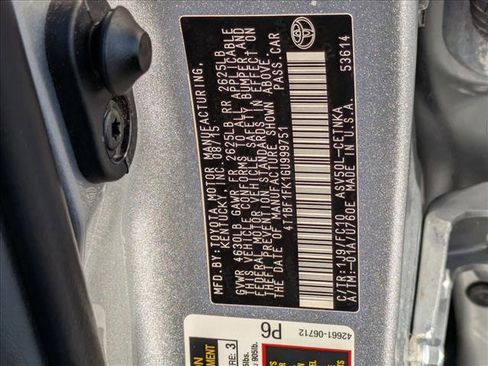 MFD.BY: TOYOTA MOTOR MANUFACTURING,
KENTUCKY, INC. 08/15
GVWR 4630LB GAWR FR 2625LB RR 2625LB
THIS VEHICLE CONFORMS TO ALL APPLICABLE
FEDERAL MOTOR VEHICLE SAFETY, BUMPER, AND
THEFT PREVENTION STANDARDS IN EFFECT ON
THE DATE OF MANUFACTURE SHOWN ABOVE.
4T1BF1FK1GU999751 PASS.CAR
C/TR: 1J9/FC10 ASV50L-CETNKA
A/TM: -01A/U760E MADE IN U.S.A.
53614
42661-06712
P6
3